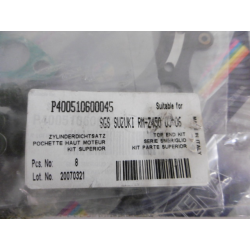 P400510600045
Suitable for
SGS SUZUKI RM-Z450 05-06
ZYLINDERDICHTSATZ
TOP END KIT
POCHETTE HAUT MOTEUR
SERIE SMERIGLIO
KIT SUPERIOR
KIT PARTE SUPERIOR
Pcs. No: 8
Lot. No: 20070321